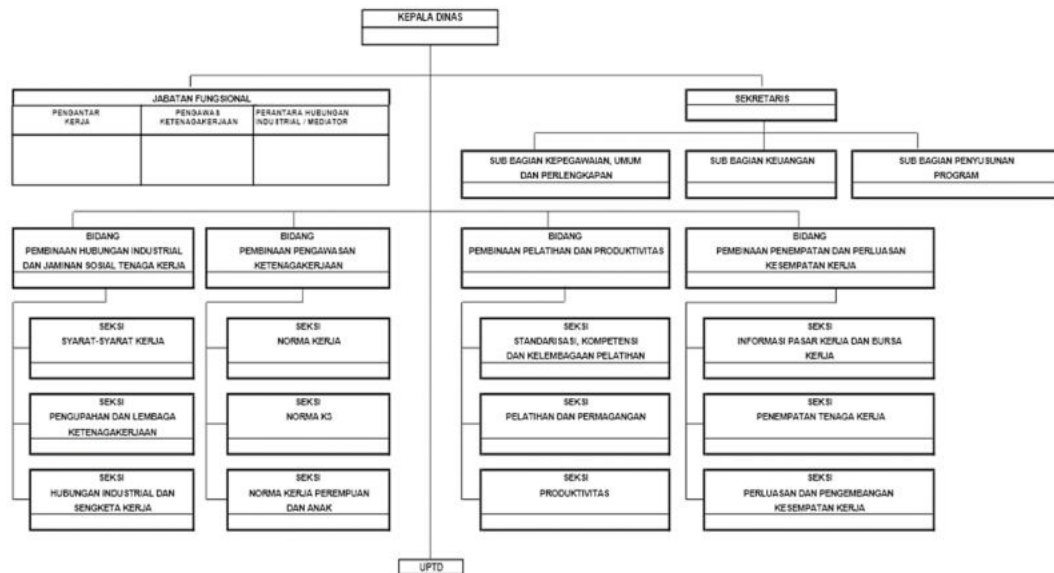 KEPALA DINAS
JABATAN FUNGSIONAL
PENGANTAR
KERJA
PENGAWAS
KETENAGAKERJAAN
PERANTARA HUBUNGAN
INDUSTRIAL / MEDIATOR
SEKRETARIS
SUB BAGIAN KEPEGAWAIAN, UMUM
DAN PERLENGKAPAN
SUB BAGIAN KEUANGAN
SUB BAGIAN PENYUSUNAN
PROGRAM
BIDANG
PEMBINAAN HUBUNGAN INDUSTRIAL
DAN JAMINAN SOSIAL TENAGA KERJA
BIDANG
PEMBINAAN PENGAWASAN
KETENAGAKERJAAN
BIDANG
PEMBINAAN PELATIHAN DAN PRODUKTIVITAS
BIDANG
PEMBINAAN PENEMPATAN DAN PERLUASAN
KESEMPATAN KERJA
SEKSI
SYARAT-SYARAT KERJA
SEKSI
NORMA KERJA
SEKSI
STANDARISASI, KOMPETENSI
DAN KELEMBAGAAN PELATIHAN
SEKSI
INFORMASI PASAR KERJA DAN BURSA
KERJA
SEKSI
PENGUPAHAN DAN LEMBAGA
KETENAGAKERJAAN
SEKSI
NORMA K3
SEKSI
PELATIHAN DAN PERMAGANGAN
SEKSI
PENEMPATAN TENAGA KERJA
SEKSI
HUBUNGAN INDUSTRIAL DAN
SENGKETA KERJA
SEKSI
NORMA KERJA PEREMPUAN
DAN ANAK
SEKSI
PRODUKTIVITAS
SEKSI
PERLUASAN DAN PENGEMBANGAN
KESEMPATAN KERJA
UPTD